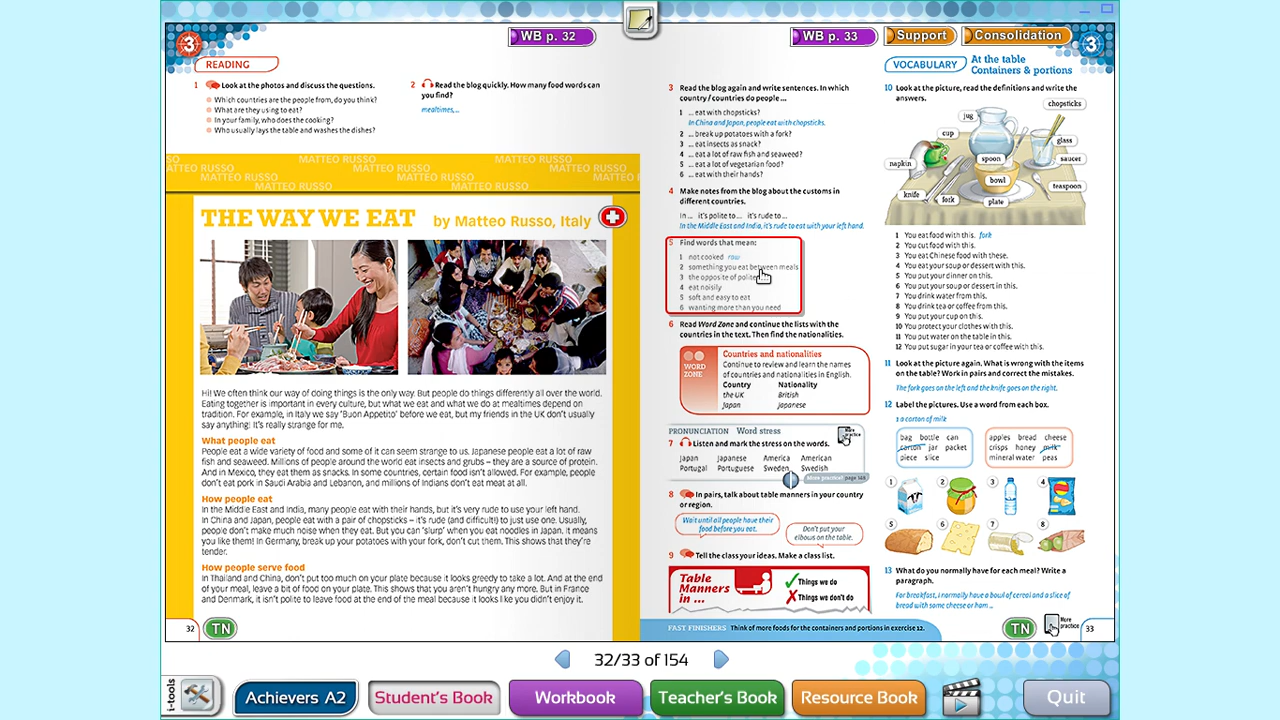 WB p. 32
WB p. 33
Support
Consolidation
3
3
READING
1 Look at the photos and discuss the questions.
Which countries are the people from, do you think?
What are they using to eat?
In your family, who does the cooking?
Who usually lays the table and washes the dishes?
2 Read the blog quickly. How many food words can
you find?
mealtimes,...
MATTEO RUSSO
MATTEO RUSSO
THE WAY WE EAT by Matteo Russo, Italy
Hi! We often think our way of doing things is the only way. But people do things differently all over the world.
Eating together is important in every culture, but what we eat and what we do at mealtimes depend on
tradition. For example, in Italy we say 'Buon Appetito' before we eat, but my friends in the UK don't usually
say anything! It's really strange for me.
What people eat
People eat a wide variety of food and some of it can seem strange to us. Japanese people eat a lot of raw
fish and seaweed. Millions of people around the world eat insects and grubs – they are a source of protein.
And in Mexico, they eat them as snacks. In some countries, certain food isn't allowed. For example, people
don't eat pork in Saudi Arabia and Lebanon, and millions of Indians don't eat meat at all.
How people eat
In the Middle East and India, many people eat with their hands, but it's very rude to use your left hand.
In China and Japan, people eat with a pair of chopsticks – it's rude (and difficult) to just use one. Usually,
people don't make much noise when they eat. But you can "slurp" when you eat noodles in Japan. It means
you like them! In Germany, break up your potatoes with your fork, don't cut them. This shows that they're
tender.
How people serve food
In Thailand and China, don't put too much on your plate because it looks greedy to take a lot. And at the end
of your meal, leave a bit of food on your plate. This shows that you aren't hungry any more. But in France
and Denmark, it isn't polite to leave food at the end of the meal because it looks like you didn't enjoy it.
32
TN
3 Read the blog again and write sentences. In which
country / countries do people ...
1 ... eat with chopsticks?
In China and Japan, people eat with chopsticks.
2 ... break up potatoes with a fork?
3 ... eat insects as snack?
4 ... eat a lot of raw fish and seaweed?
5 ... eat a lot of vegetarian food?
6 ... eat with their hands?
4 Make notes from the blog about the customs in
different countries.
In ... it's polite to ... it's rude to ...
In the Middle East and India, it's rude to eat with your left hand.
5 Find words that mean:
1 not cooked raw
2 something you eat between meals
3 the opposite of polite
4 eat noisily
5 soft and easy to eat
6 wanting more than you need
6 Read Word Zone and continue the lists with the
countries in the text. Then find the nationalities.
WORD
ZONE
Countries and nationalities
Continue to review and learn the names
of countries and nationalities in English.
Country Nationality
the UK British
Japan Japanese
PRONUNCIATION Word stress
More
practice
7 Listen and mark the stress on the words.
Japan Japanese America American
Portugal Portuguese Sweden Swedish
More practice! page 144
8 In pairs, talk about table manners in your country
or region.
Wait until all people have their
food before you eat.
Don't put your
elbows on the table.
9 Tell the class your ideas. Make a class list.
Table
Manners
in ...
Things we do
Things we don't do
FAST FINISHERS Think of more foods for the containers and portions in exercise 12.
VOCABULARY At the table
Containers & portions
10 Look at the picture, read the definitions and write the
answers.
chopsticks
jug
cup
glass
napkin
spoon
saucer
bowl
teaspoon
knife
fork
plate
1 You eat food with this. fork
2 You cut food with this.
3 You eat Chinese food with these.
4 You eat your soup or dessert with this.
5 You put your dinner on this.
6 You put your soup or dessert in this.
7 You drink water from this.
8 You drink tea or coffee from this.
9 You put your cup on this.
10 You protect your clothes with this.
11 You put water on the table in this.
12 You put sugar in your tea or coffee with this.
11 Look at the picture again. What is wrong with the items
on the table? Work in pairs and correct the mistakes.
The fork goes on the left and the knife goes on the right.
12 Label the pictures. Use a word from each box.
1 a carton of milk
bag bottle can
carton jar packet
piece slice
apples bread cheese
crisps honey milk
mineral water peas
1
2
3
4
5
6
7
8
13 What do you normally have for each meal? Write a
paragraph.
For breakfast, I normally have a bowl of cereal and a slice of
bread with some cheese or ham ...
TN
More
practice
33
32/33 of 154
i-tools
Achievers A2
Student's Book
Workbook
Teacher's Book
Resource Book
Quit